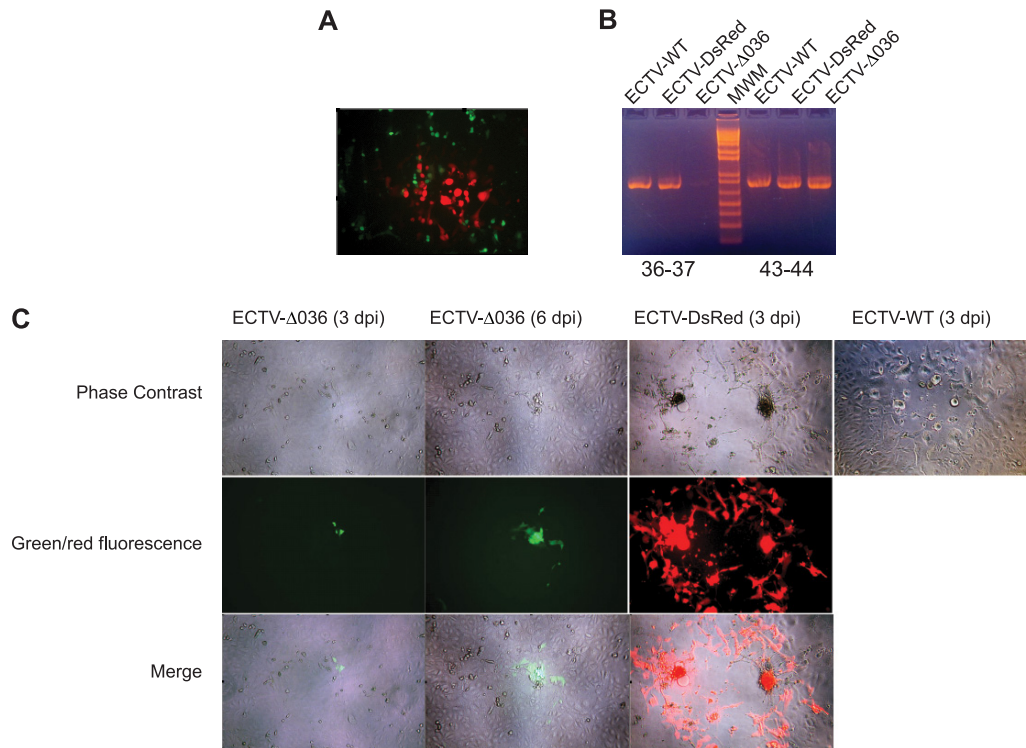 A
B
ECTV-WT
ECTV-DsRed
ECTV-Δ036
MWM
ECTV-WT
ECTV-DsRed
ECTV-Δ036
36-37
43-44
C
ECTV-Δ036 (3 dpi)
ECTV-Δ036 (6 dpi)
ECTV-DsRed (3 dpi)
ECTV-WT (3 dpi)
Phase Contrast
Green/red fluorescence
Merge